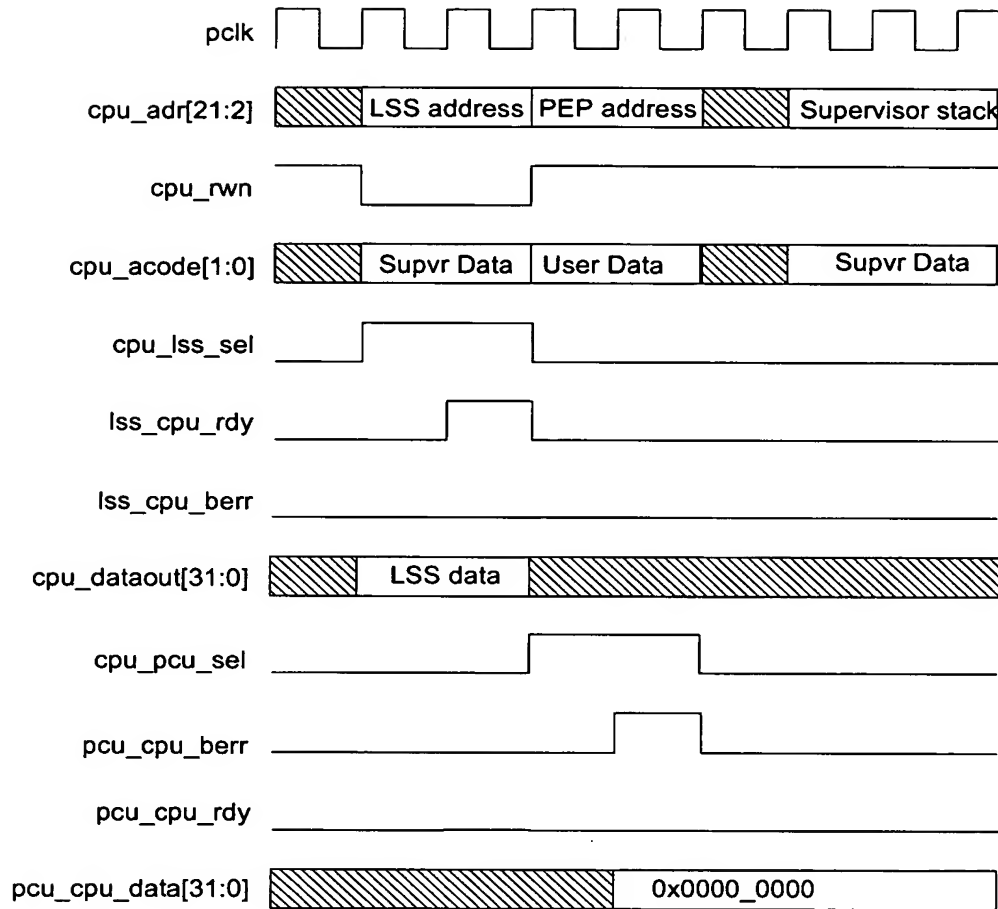 pclk
cpu_adr[21:2] LSS address PEP address Supervisor stack
cpu_rwn
cpu_acode[1:0] Supvr Data User Data Supvr Data
cpu_lss_sel
lss_cpu_rdy
lss_cpu_berr
cpu_dataout[31:0] LSS data
cpu_pcu_sel
pcu_cpu_berr
pcu_cpu_rdy
pcu_cpu_data[31:0] 0x0000_0000